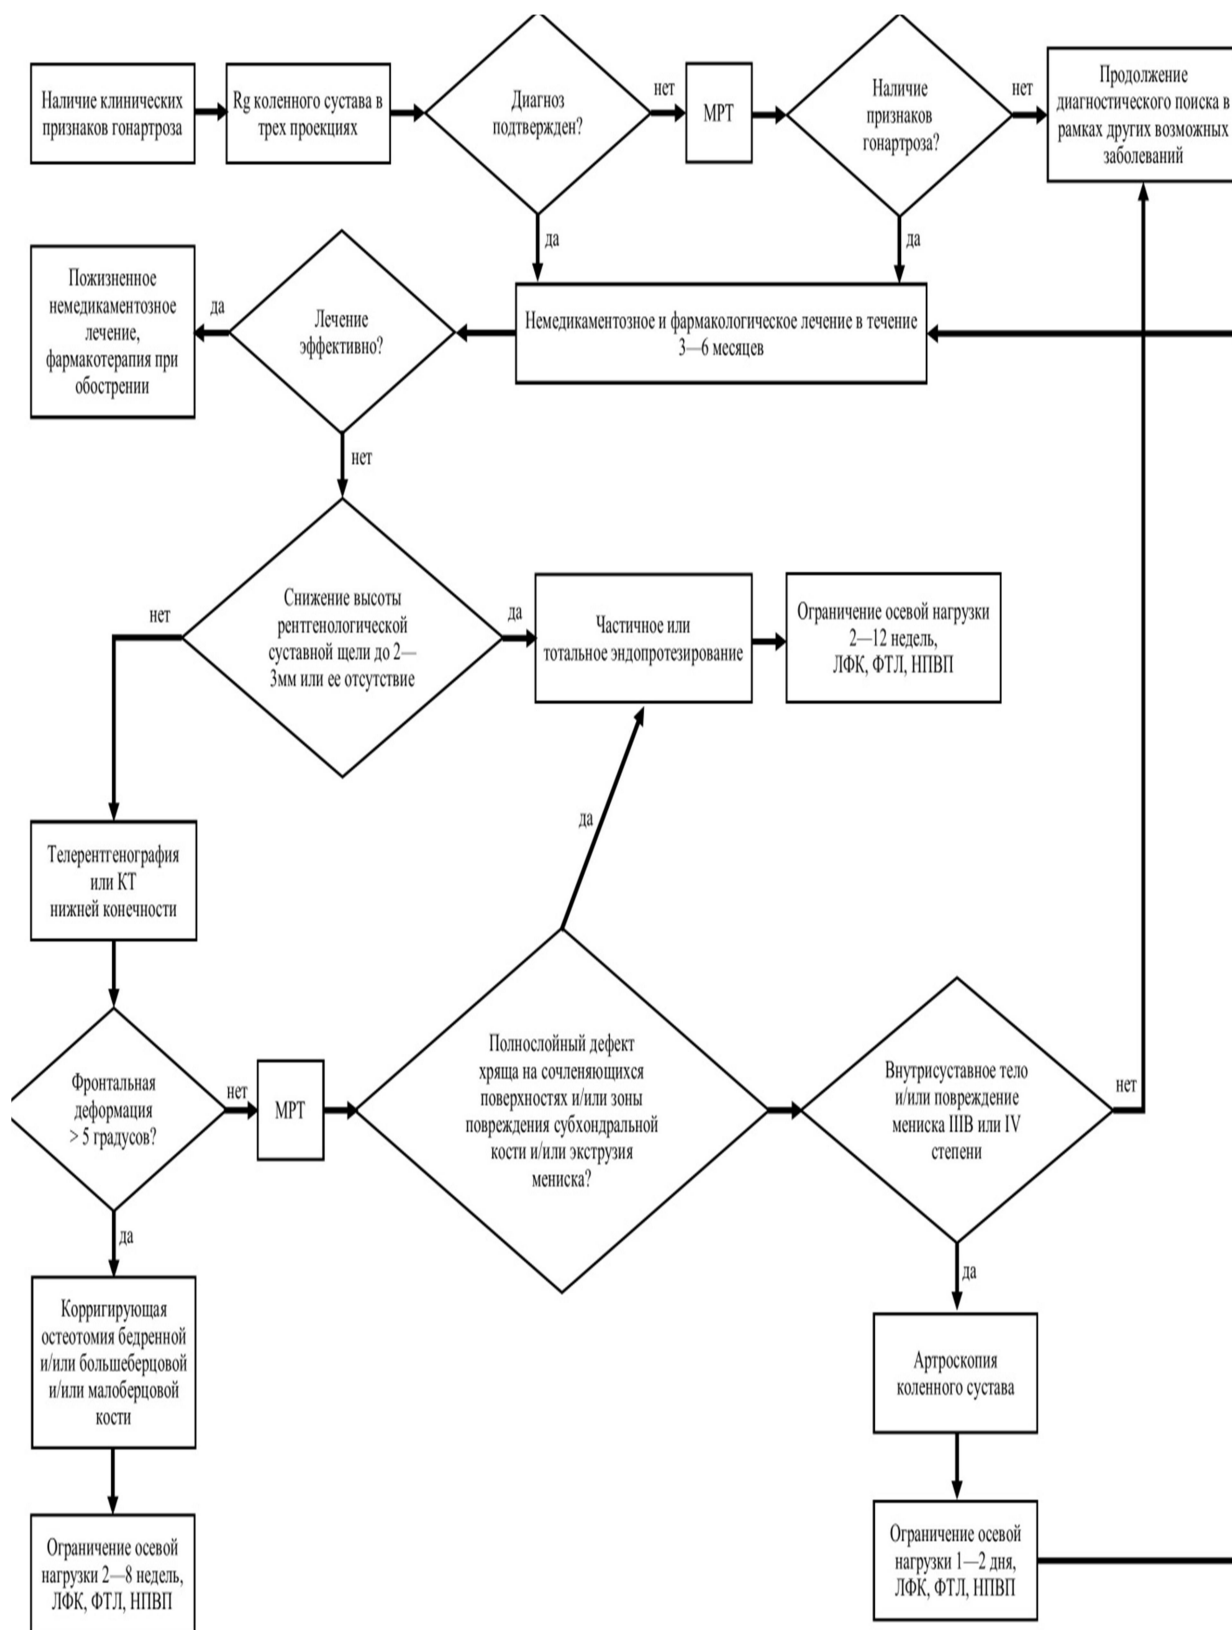 Наличие клинических
признаков гонартроза
Rg коленного сустава в
трех проекциях
Диагноз
подтвержден?
нет
МРТ
Наличие
признаков
гонартроза?
нет
Продолжение
диагностического поиска в
рамках других возможных
заболеваний
да
да
Пожизненное
немедикаментозное
лечение,
фармакотерапия при
обострении
да
Лечение
эффективно?
Немедикаментозное и фармакологическое лечение в течение
3—6 месяцев
нет
Снижение высоты
рентгенологической
суставной щели до 2—
3мм или ее отсутствие
нет
да
Частичное или
тотальное эндопротезирование
Ограничение осевой нагрузки
2—12 недель,
ЛФК, ФТЛ, НПВП
да
Телерентгенография
или КТ
нижней конечности
Фронтальная
деформация
> 5 градусов?
нет
МРТ
Полнослойный дефект
хряща на сочленяющихся
поверхностях и/или зоны
повреждения субхондральной
кости и/или экструзия
мениска?
Внутрисуставное тело
и/или повреждение
мениска IIIB или IV
степени
нет
да
да
Корригирующая
остеотомия бедренной
и/или большеберцовой
и/или малоберцовой
кости
Артроскопия
коленного сустава
Ограничение осевой
нагрузки 2—8 недель,
ЛФК, ФТЛ, НПВП
Ограничение осевой
нагрузки 1—2 дня,
ЛФК, ФТЛ, НПВП